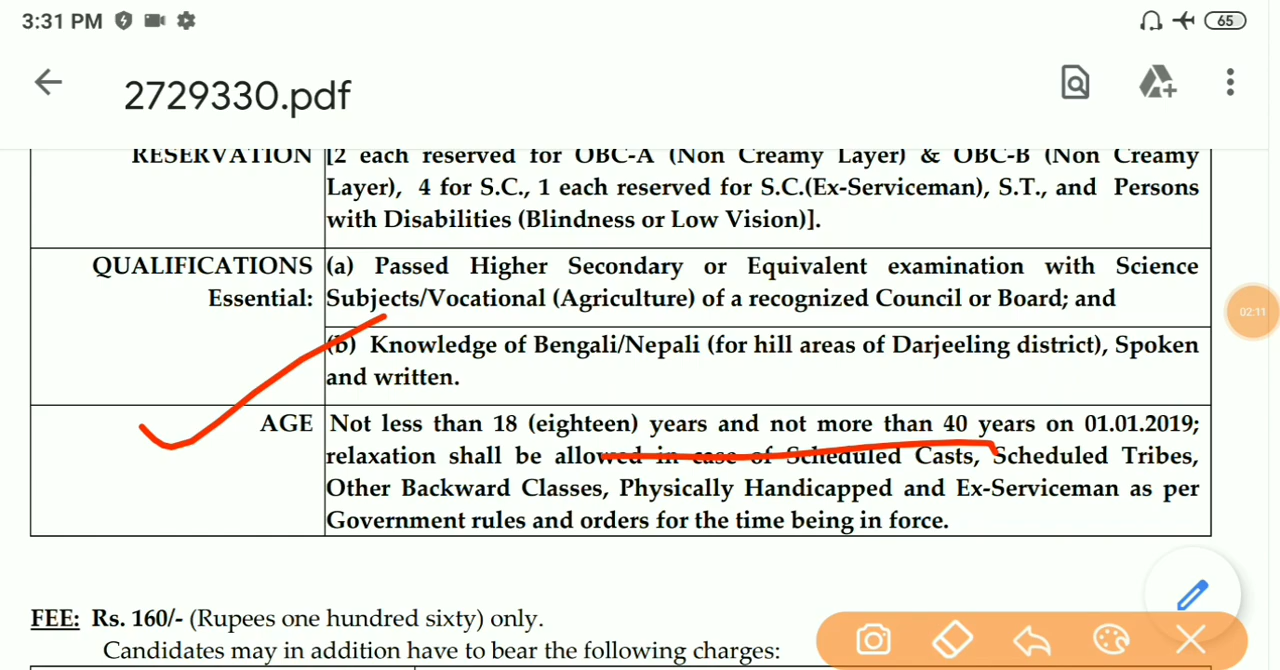 3:31 PM 65
2729330.pdf
RESERVATION [2 each reserved for OBC-A (Non Creamy Layer) & OBC-B (Non Creamy
Layer), 4 for S.C., 1 each reserved for S.C.(Ex-Serviceman), S.T., and Persons
with Disabilities (Blindness or Low Vision)].
QUALIFICATIONS (a) Passed Higher Secondary or Equivalent examination with Science
Essential: Subjects/Vocational (Agriculture) of a recognized Council or Board; and
02:11
(b) Knowledge of Bengali/Nepali (for hill areas of Darjeeling district), Spoken
and written.
AGE Not less than 18 (eighteen) years and not more than 40 years on 01.01.2019;
relaxation shall be allowed in case of Scheduled Casts, Scheduled Tribes,
Other Backward Classes, Physically Handicapped and Ex-Serviceman as per
Government rules and orders for the time being in force.
FEE: Rs. 160/- (Rupees one hundred sixty) only.
Candidates may in addition have to bear the following charges: